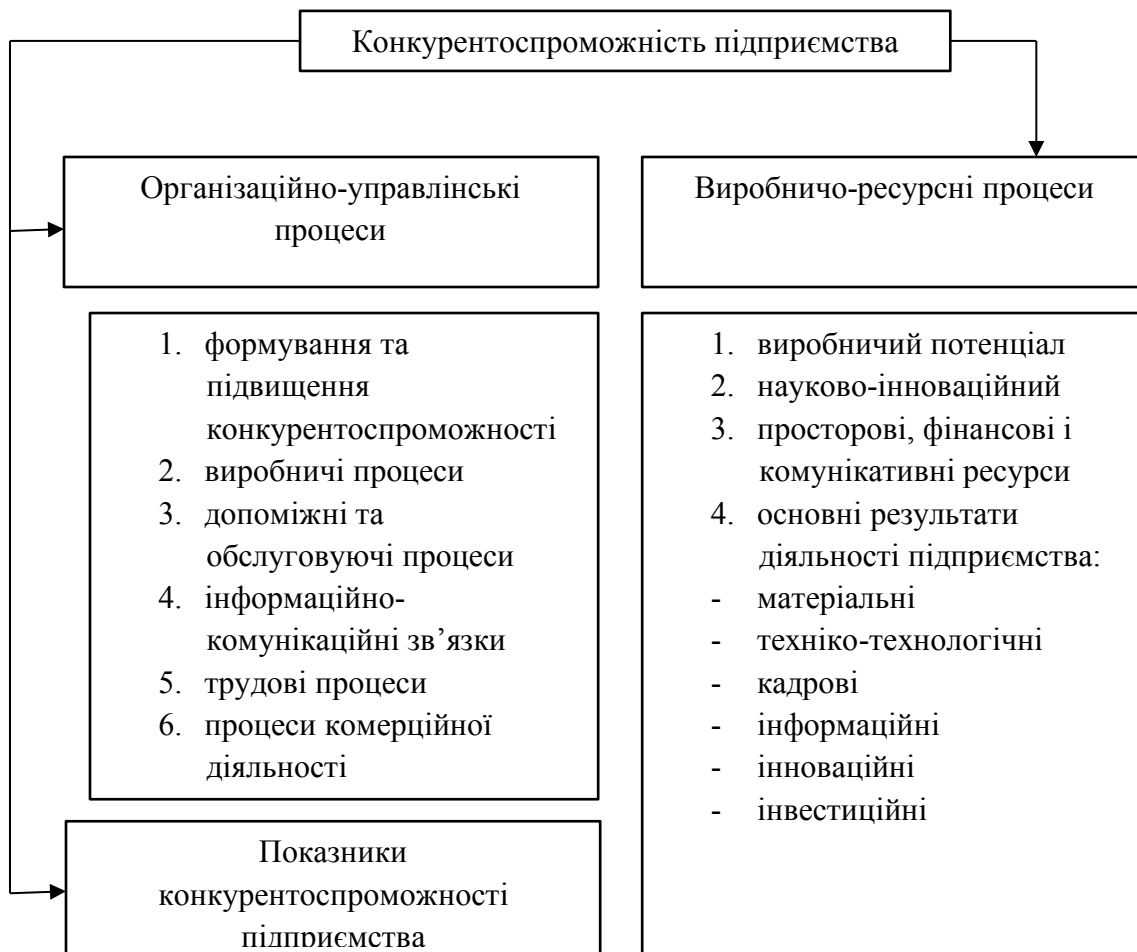 Конкурентоспроможність підприємства
Організаційно-управлінські
процеси
Виробничо-ресурсні процеси
1. формування та
підвищення
конкурентоспроможності
2. виробничі процеси
3. допоміжні та
обслуговуючі процеси
4. інформаційно-
комунікаційні зв’язки
5. трудові процеси
6. процеси комерційної
діяльності
1. виробничий потенціал
2. науково-інноваційний
3. просторові, фінансові і
комунікативні ресурси
4. основні результати
діяльності підприємства:
- матеріальні
- техніко-технологічні
- кадрові
- інформаційні
- інноваційні
- інвестиційні
Показники
конкурентоспроможності
підприємства